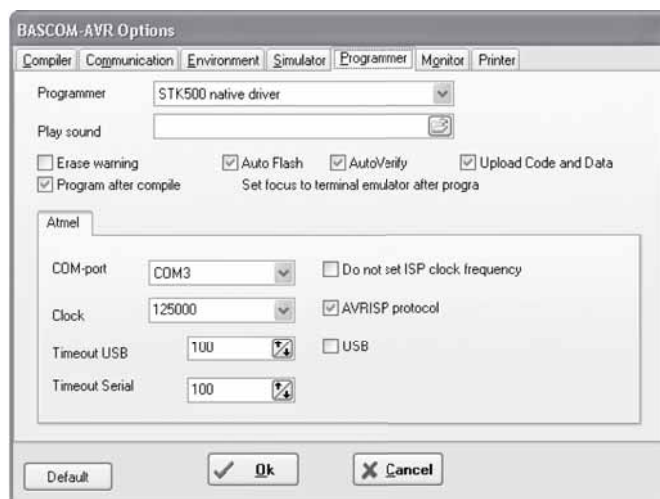 BASCOM-AVR Options
Compiler Communication Environment Simulator Programmer Monitor Printer
Programmer STK500 native driver
Play sound
Erase warning Auto Flash AutoVerify Upload Code and Data
Program after compile Set focus to terminal emulator after progra
Atmel
COM-port COM3 Do not set ISP clock frequency
Clock 125000 AVRISP protocol
Timeout USB 100 USB
Timeout Serial 100
Default Ok Cancel